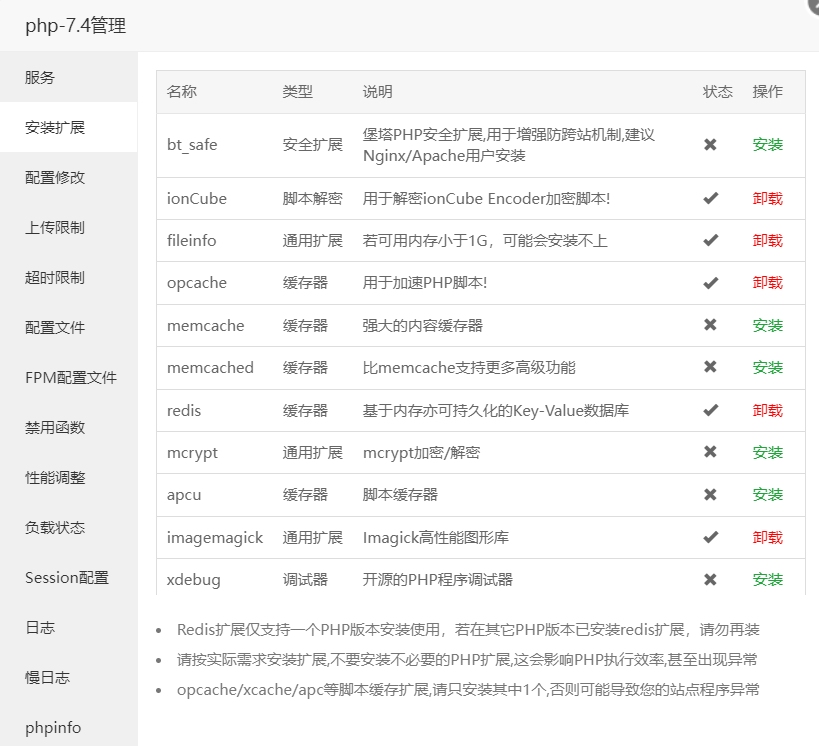 php-7.4管理
服务
安装扩展
配置修改
上传限制
超时限制
配置文件
FPM配置文件
禁用函数
性能调整
负载状态
Session配置
日志
慢日志
phpinfo
名称 类型 说明 状态 操作
bt_safe 安全扩展 堡塔PHP安全扩展,用于增强防跨站机制,建议
Nginx/Apache用户安装 ✖ 安装
ionCube 脚本解密 用于解密ionCube Encoder加密脚本! ✔ 卸载
fileinfo 通用扩展 若可用内存小于1G，可能会安装不上 ✔ 卸载
opcache 缓存器 用于加速PHP脚本! ✔ 卸载
memcache 缓存器 强大的内容缓存器 ✖ 安装
memcached 缓存器 比memcache支持更多高级功能 ✖ 安装
redis 缓存器 基于内存亦可持久化的Key-Value数据库 ✔ 卸载
mcrypt 通用扩展 mcrypt加密/解密 ✖ 安装
apcu 缓存器 脚本缓存器 ✖ 安装
imagemagick 通用扩展 Imagick高性能图形库 ✔ 卸载
xdebug 调试器 开源的PHP程序调试器 ✖ 安装
• Redis扩展仅支持一个PHP版本安装使用，若在其它PHP版本已安装redis扩展，请勿再装
• 请按实际需求安装扩展,不要安装不必要的PHP扩展,这会影响PHP执行效率,甚至出现异常
• opcache/xcache/apc等脚本缓存扩展,请只安装其中1个,否则可能导致您的站点程序异常